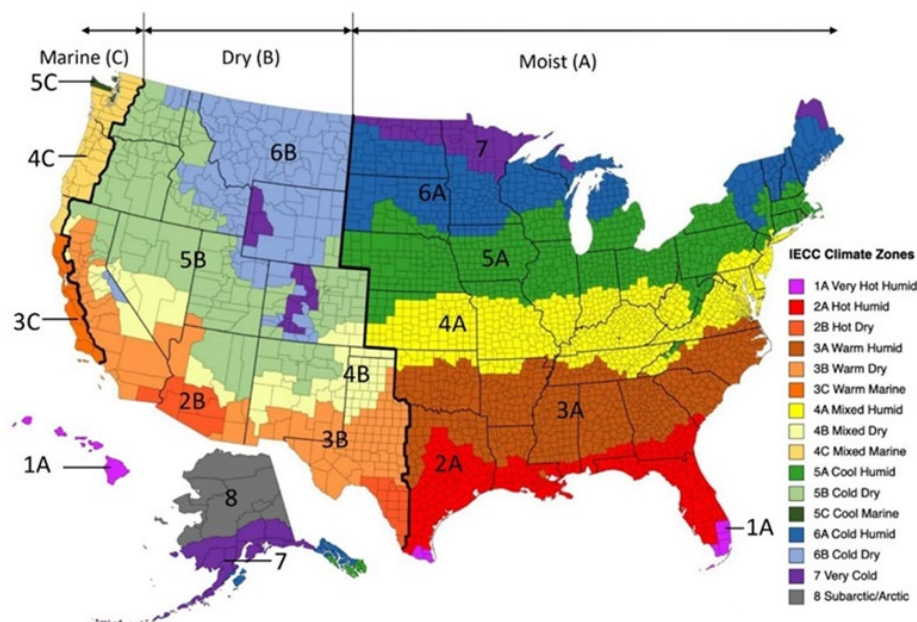 Marine (C)
Dry (B)
Moist (A)
5C
4C
3C
6B
5B
4B
2B
3B
7
6A
5A
4A
3A
2A
1A
1A
8
7
IECC Climate Zones
1A Very Hot Humid
2A Hot Humid
2B Hot Dry
3A Warm Humid
3B Warm Dry
3C Warm Marine
4A Mixed Humid
4B Mixed Dry
4C Mixed Marine
5A Cool Humid
5B Cold Dry
5C Cool Marine
6A Cold Humid
6B Cold Dry
7 Very Cold
8 Subarctic/Arctic